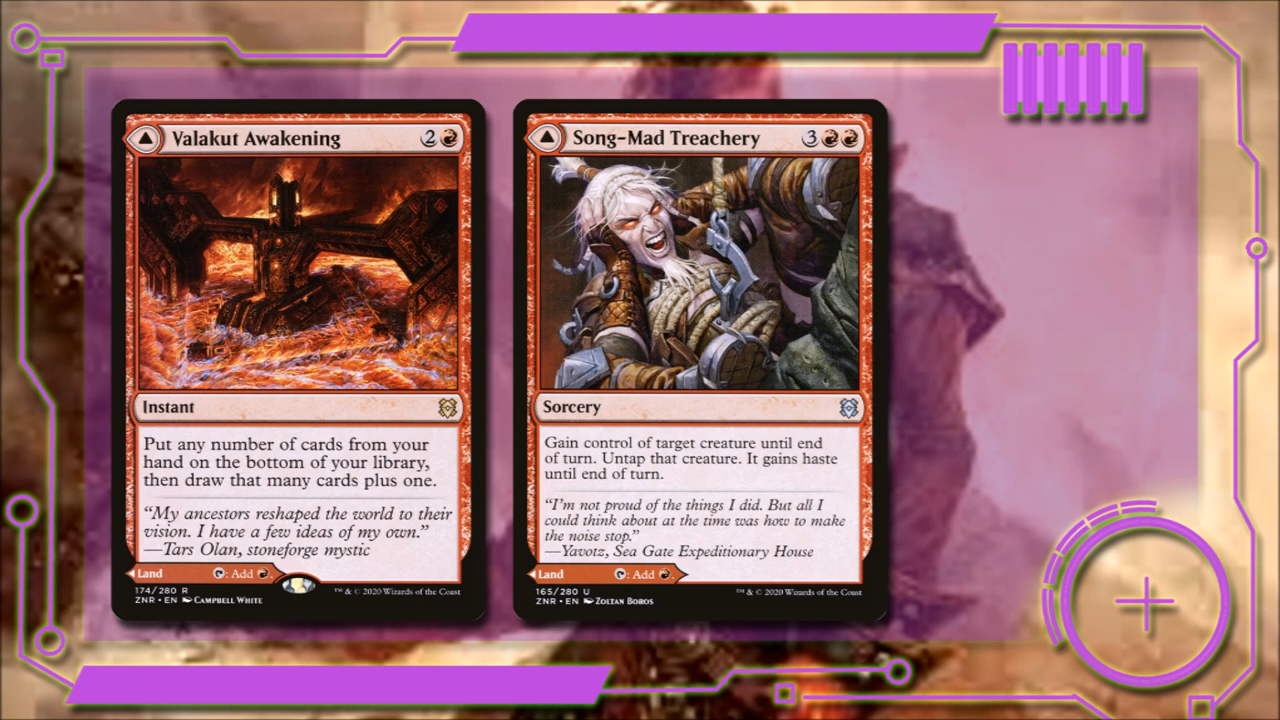 Valakut Awakening 2
Instant
Put any number of cards from your
hand on the bottom of your library,
then draw that many cards plus one.
“My ancestors reshaped the world to their
vision. I have a few ideas of my own.”
—Tars Olan, stoneforge mystic
Land : Add .
174/280 R
ZNR • EN Campbell White
™ & © 2020 Wizards of the Coast
Song-Mad Treachery 3
Sorcery
Gain control of target creature until end
of turn. Untap that creature. It gains haste
until end of turn.
“I'm not proud of the things I did. But all I
could think about at the time was how to make
the noise stop.”
—Yavotz, Sea Gate Expeditionary House
Land : Add .
165/280 U
ZNR • EN Zoltan Boros
™ & © 2020 Wizards of the Coast